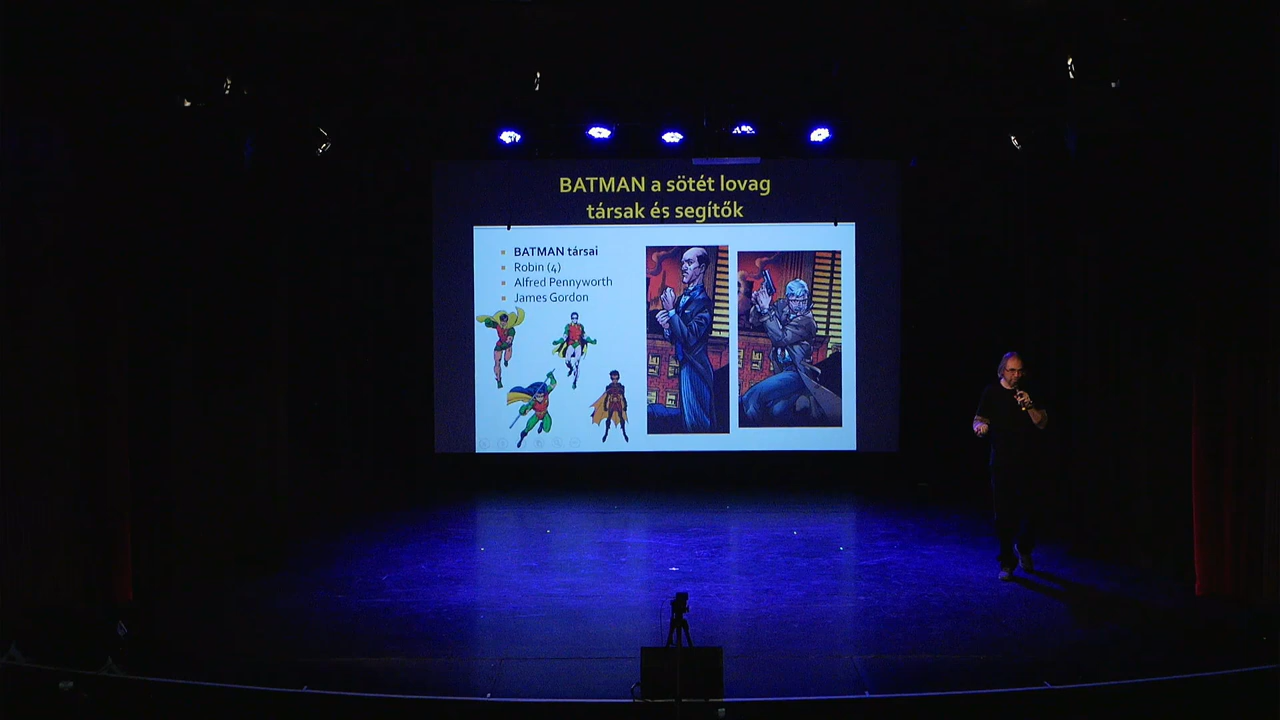 BATMAN a sötét lovag
társak és segítők
BATMAN társai
Robin (4)
Alfred Pennyworth
James Gordon